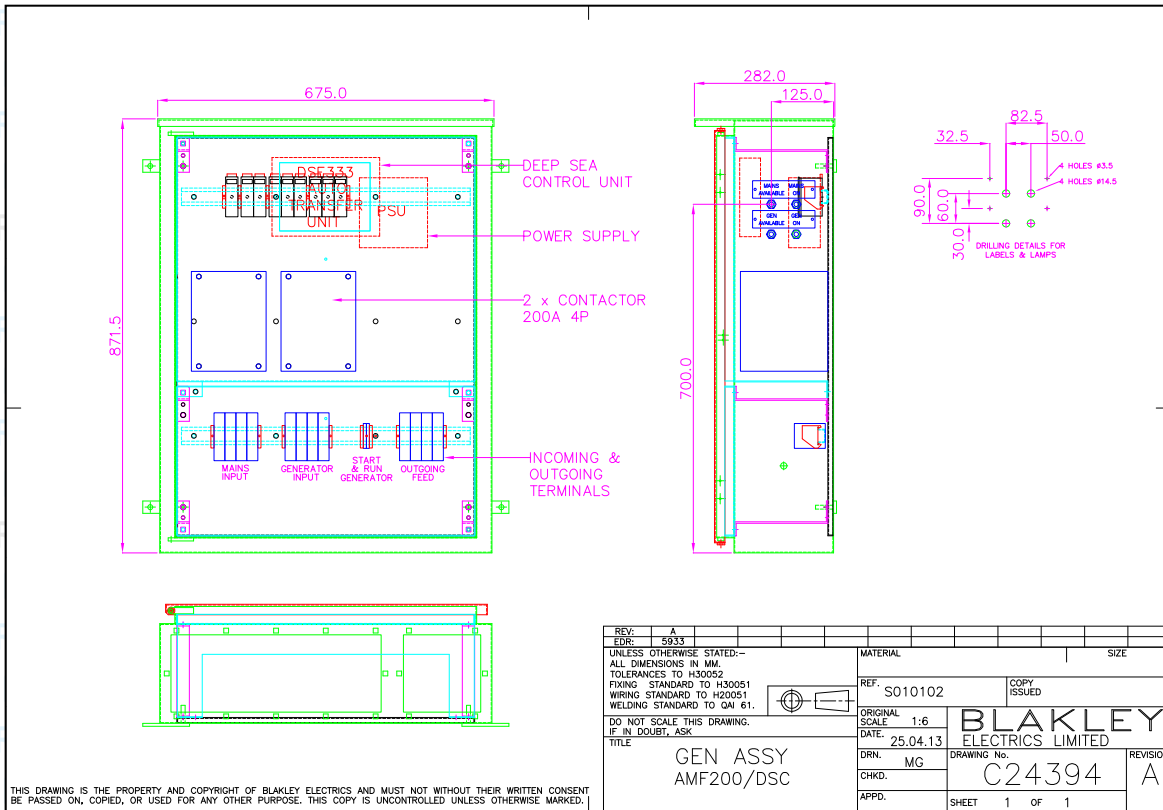 675.0
871.5
DSE333
AUTO
TRANSFER
UNIT
PSU
DEEP SEA
CONTROL UNIT
POWER SUPPLY
2 x CONTACTOR
200A 4P
INCOMING &
OUTGOING
TERMINALS
MAINS
INPUT
GENERATOR
INPUT
START
& RUN
GENERATOR
OUTGOING
FEED
282.0
125.0
700.0
MAINS
AVAILABLE
MAINS
ON
GEN
AVAILABLE
GEN
ON
82.5
32.5
50.0
90.0
60.0
30.0
4 HOLES ø3.5
4 HOLES ø14.5
DRILLING DETAILS FOR
LABELS & LAMPS
REV: A
EDR: 5933
UNLESS OTHERWISE STATED:-
ALL DIMENSIONS IN MM.
TOLERANCES TO H30052
FIXING STANDARD TO H30051
WIRING STANDARD TO H20051
WELDING STANDARD TO QAI 61.
DO NOT SCALE THIS DRAWING.
IF IN DOUBT, ASK
TITLE
GEN ASSY
AMF200/DSC
MATERIAL
SIZE
REF. S010102
COPY
ISSUED
ORIGINAL
SCALE 1:6
DATE. 25.04.13
DRN. MG
CHKD.
APPD.
BLAKLEY
ELECTRICS LIMITED
DRAWING No.
C24394
REVISIO
A
SHEET 1 OF 1
THIS DRAWING IS THE PROPERTY AND COPYRIGHT OF BLAKLEY ELECTRICS AND MUST NOT WITHOUT THEIR WRITTEN CONSENT
BE PASSED ON, COPIED, OR USED FOR ANY OTHER PURPOSE. THIS COPY IS UNCONTROLLED UNLESS OTHERWISE MARKED.